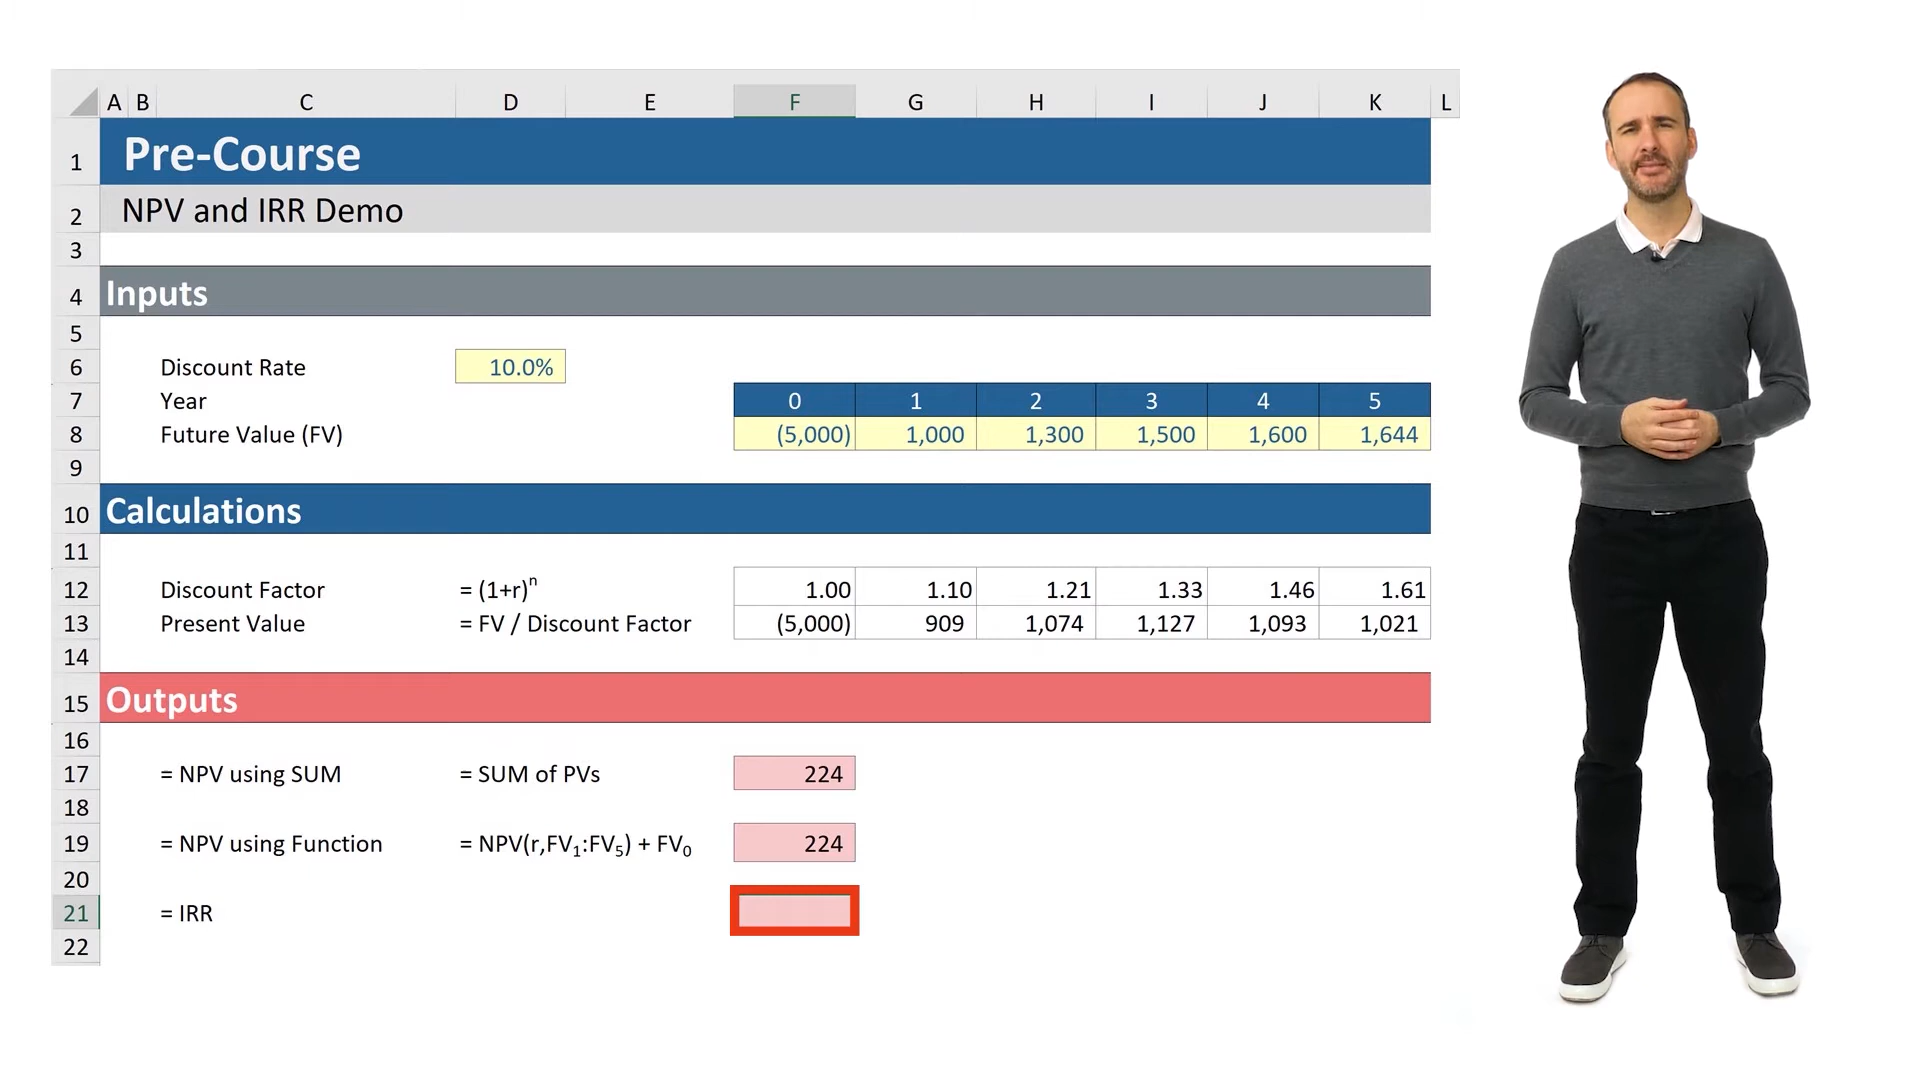 A B C D E F G H I J K L
1 Pre-Course
2 NPV and IRR Demo
3
4 Inputs
5
6 Discount Rate 10.0%
7 Year 0 1 2 3 4 5
8 Future Value (FV) (5,000) 1,000 1,300 1,500 1,600 1,644
9
10 Calculations
11
12 Discount Factor = (1+r)ⁿ 1.00 1.10 1.21 1.33 1.46 1.61
13 Present Value = FV / Discount Factor (5,000) 909 1,074 1,127 1,093 1,021
14
15 Outputs
16
17 = NPV using SUM = SUM of PVs 224
18
19 = NPV using Function = NPV(r,FV₁:FV₅) + FV₀ 224
20
21 = IRR
22